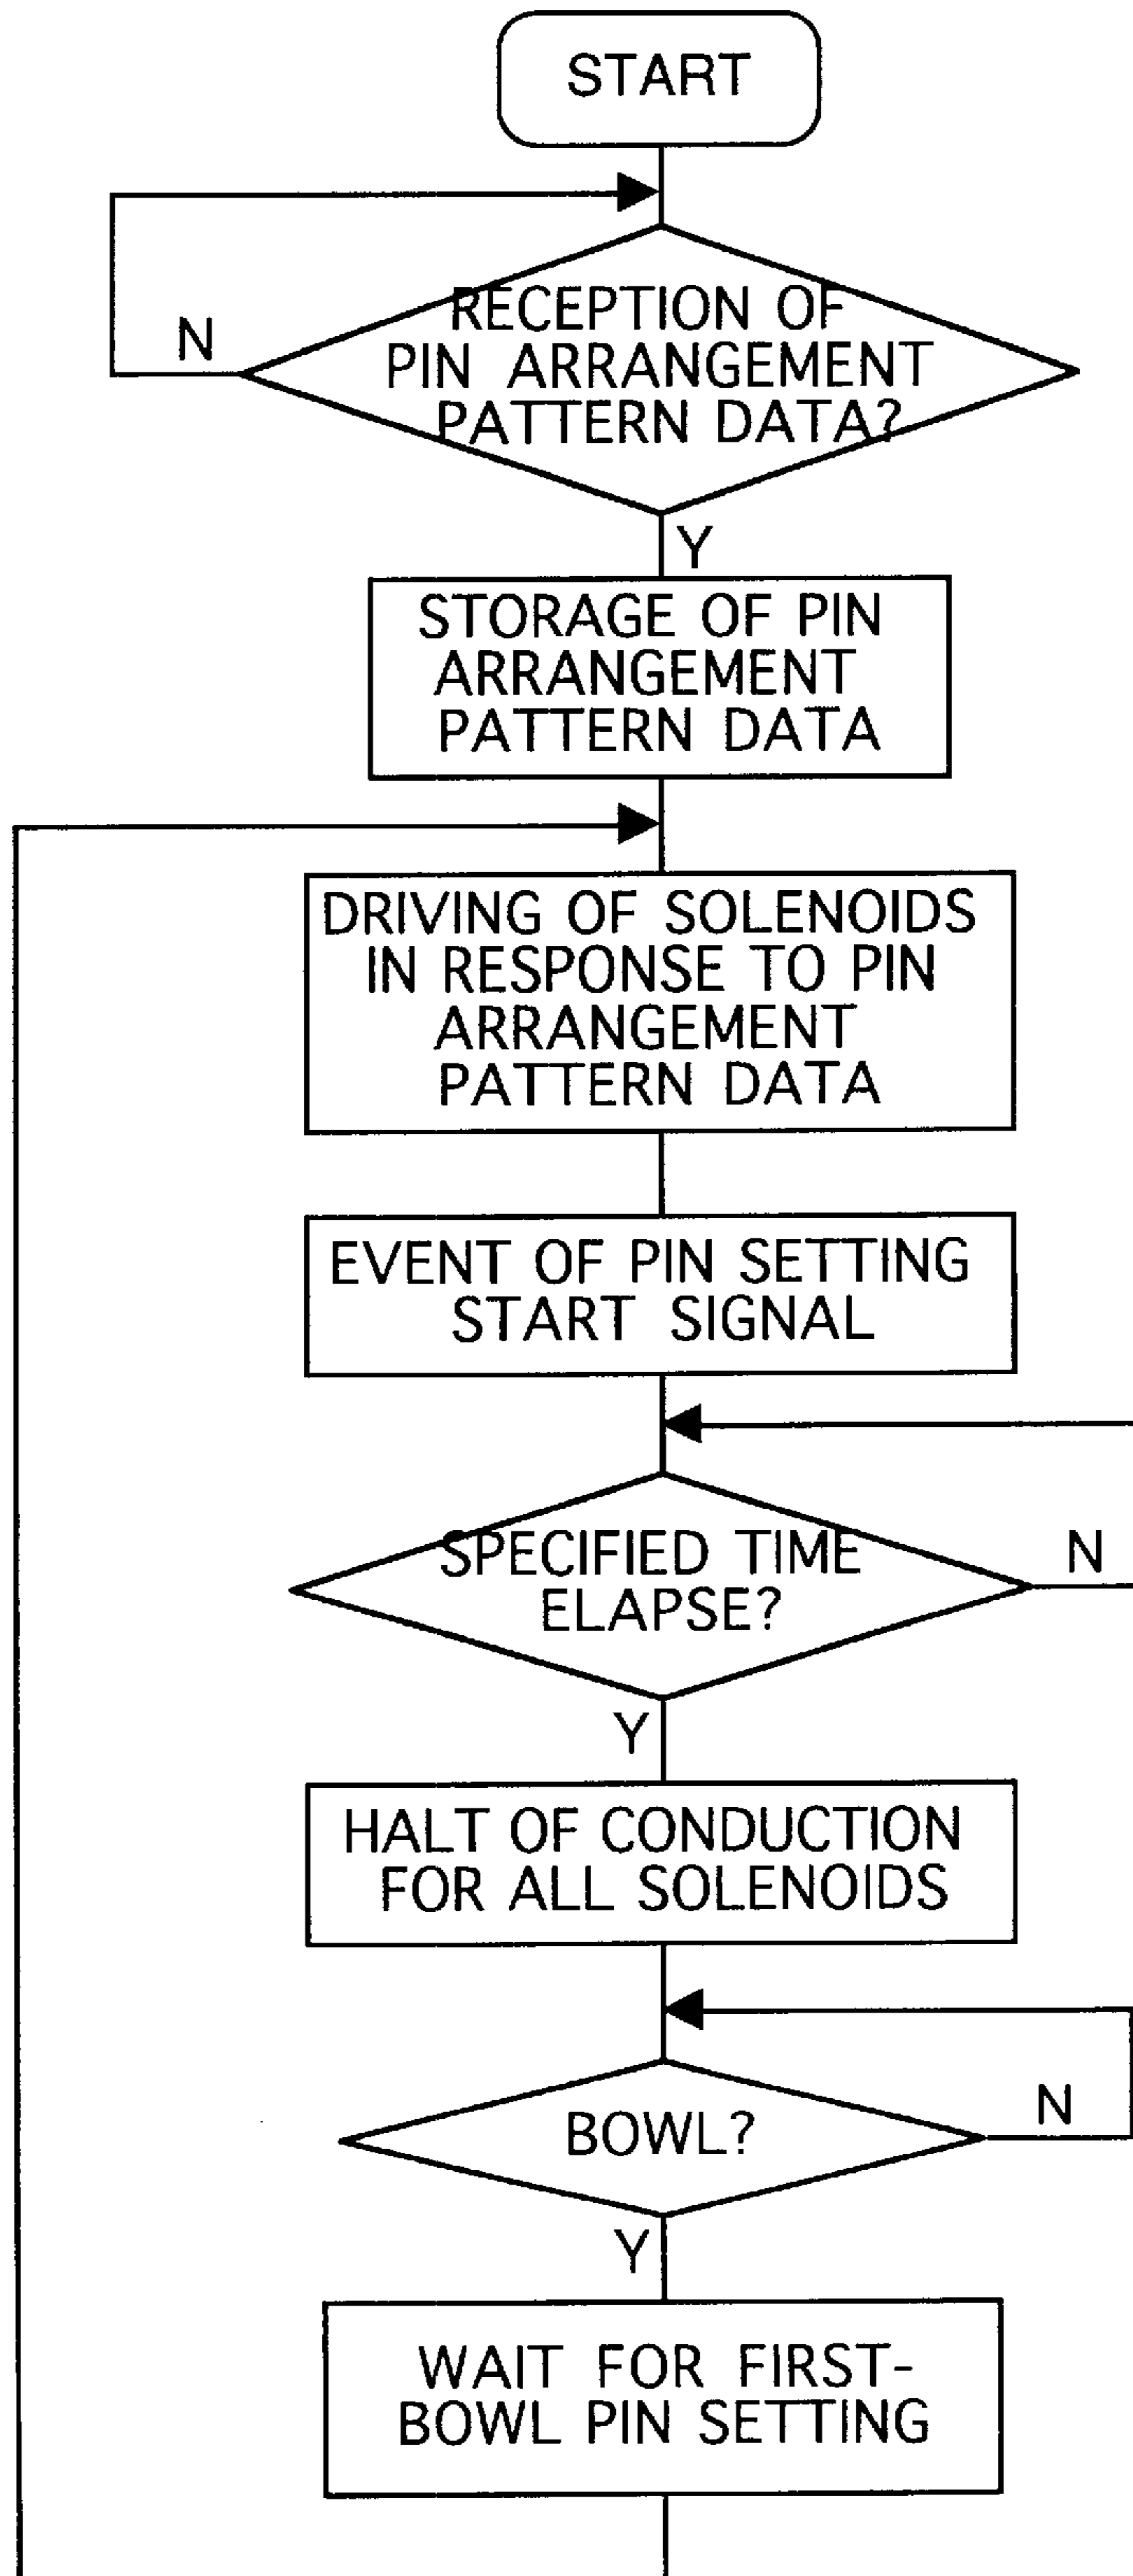 START
RECEPTION OF
N
PIN ARRANGEMENT
PATTERN DATA?
Y
STORAGE OF PIN
ARRANGEMENT
PATTERN DATA
DRIVING OF SOLENOIDS
IN RESPONSE TO PIN
ARRANGEMENT
PATTERN DATA
EVENT OF PIN SETTING
START SIGNAL
SPECIFIED TIME
N
ELAPSE?
Y
HALT OF CONDUCTION
FOR ALL SOLENOIDS
N
BOWL?
Y
WAIT FOR FIRST-
BOWL PIN SETTING